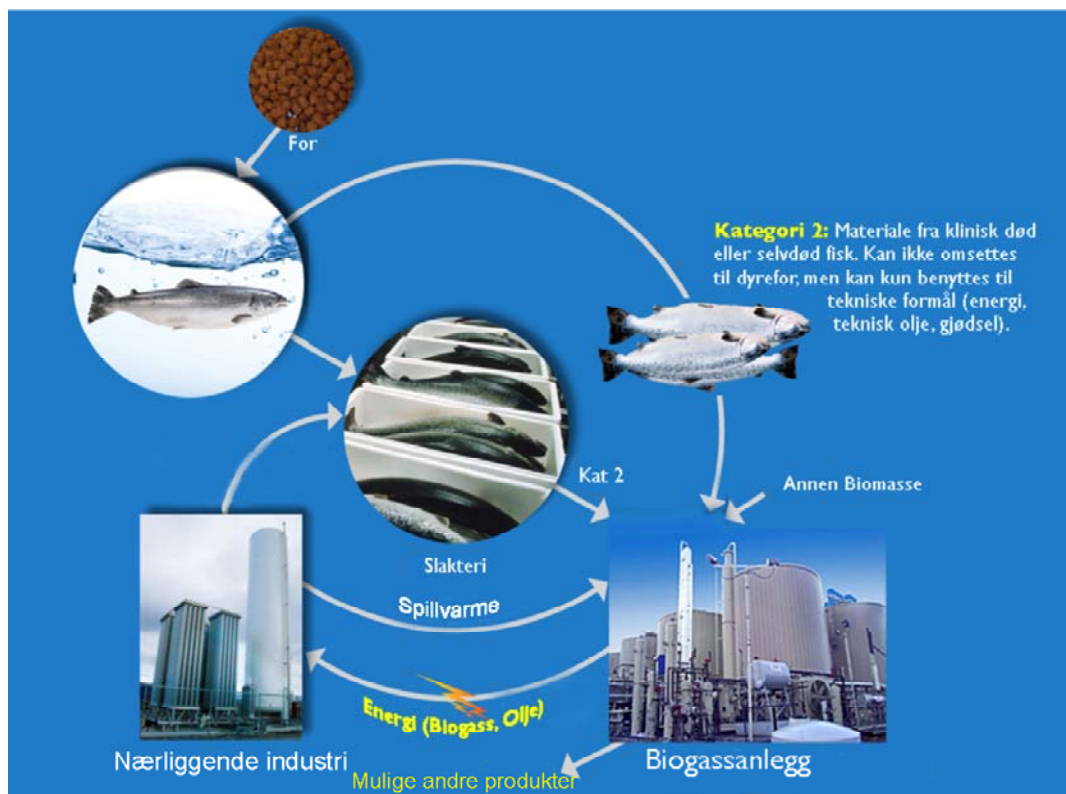 For
Kategori 2: Materiale fra klinisk død
eller selvdød fisk. Kan ikke omsettes
til dyrefor, men kan kun benyttes til
tekniske formål (energi,
teknisk olje, gjødsel).
Kat 2
Annen Biomasse
Slakteri
Spillvarme
Energi (Biogass, Olje)
Nærliggende industri
Biogassanlegg
Mulige andre produkter